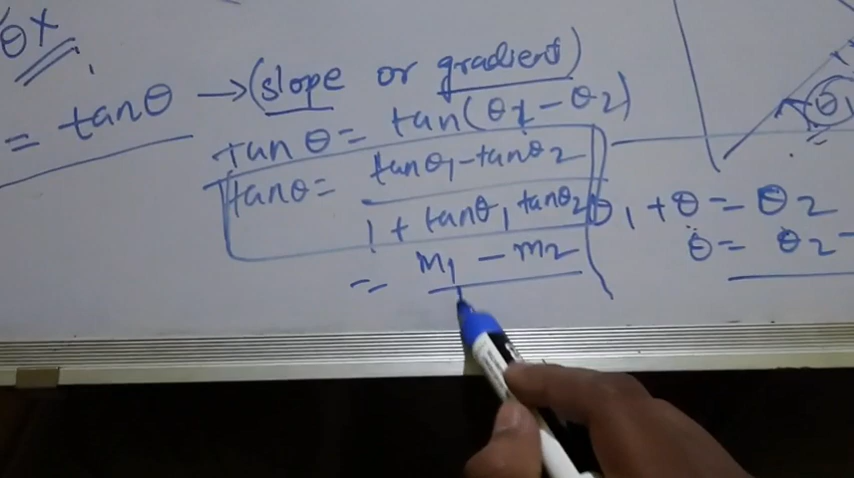 θx
= tanθ → (slope or gradient)
tanθ = tan(θ1 - θ2)
tanθ = tanθ1 - tanθ2
1 + tanθ1 tanθ2
= m1 - m2
θ1
θ1 + θ = θ2
θ = θ2 -